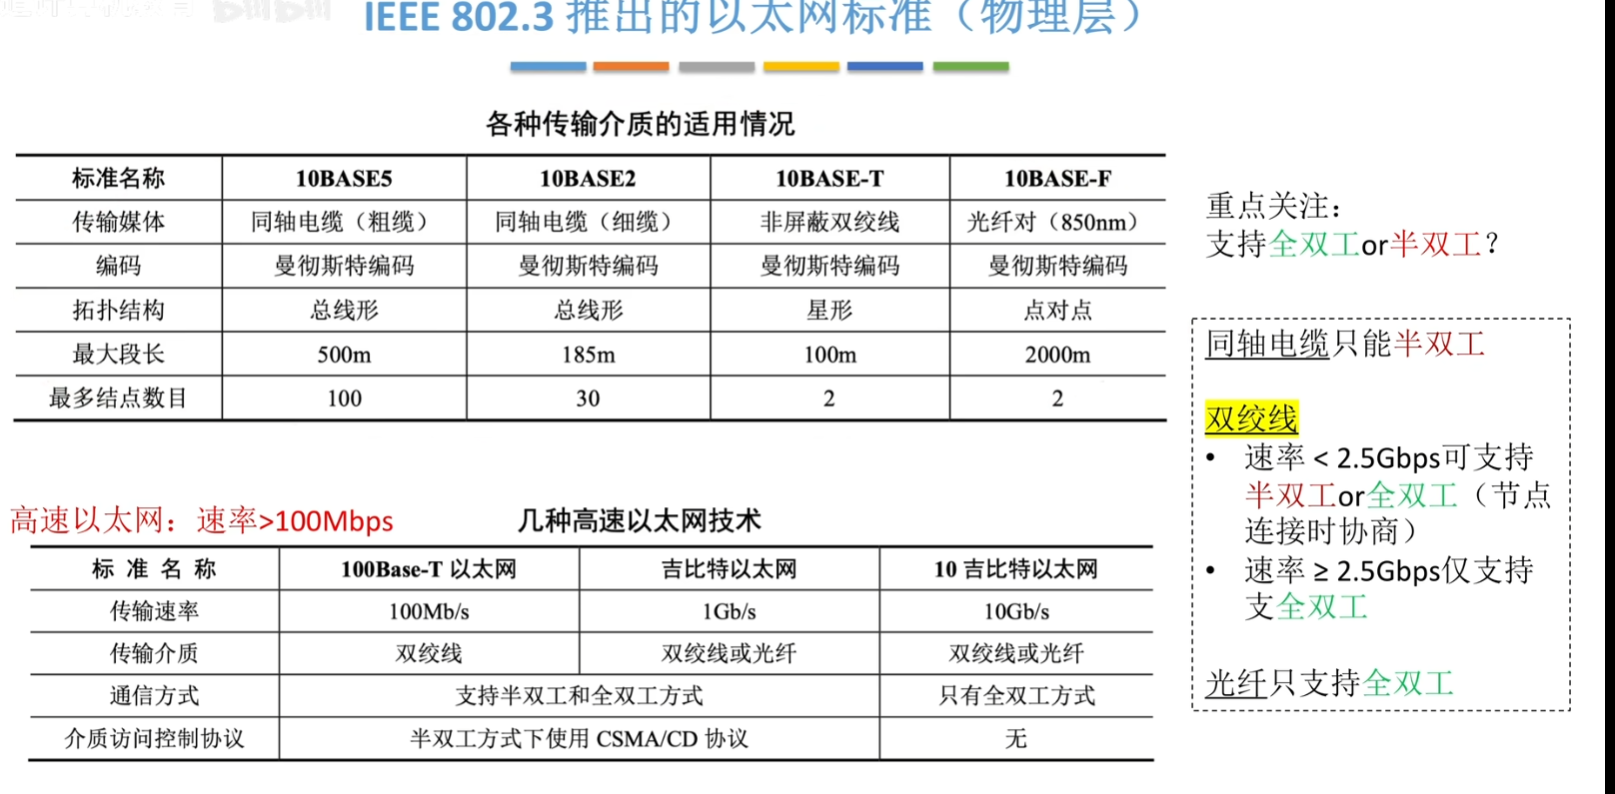 IEEE 802.3 推出的以太网标准（物理层）
各种传输介质的适用情况
标准名称 10BASE5 10BASE2 10BASE-T 10BASE-F
传输媒体 同轴电缆（粗缆） 同轴电缆（细缆） 非屏蔽双绞线 光纤对（850nm）
编码 曼彻斯特编码 曼彻斯特编码 曼彻斯特编码 曼彻斯特编码
拓扑结构 总线形 总线形 星形 点对点
最大段长 500m 185m 100m 2000m
最多结点数目 100 30 2 2
重点关注：
支持全双工or半双工？
同轴电缆只能半双工
双绞线
• 速率 < 2.5Gbps可支持
半双工or全双工（节点
连接时协商）
• 速率 ≥ 2.5Gbps仅支持
支全双工
光纤只支持全双工
高速以太网：速率>100Mbps
几种高速以太网技术
标 准 名 称 100Base-T 以太网 吉比特以太网 10 吉比特以太网
传输速率 100Mb/s 1Gb/s 10Gb/s
传输介质 双绞线 双绞线或光纤 双绞线或光纤
通信方式 支持半双工和全双工方式 只有全双工方式
介质访问控制协议 半双工方式下使用 CSMA/CD 协议 无